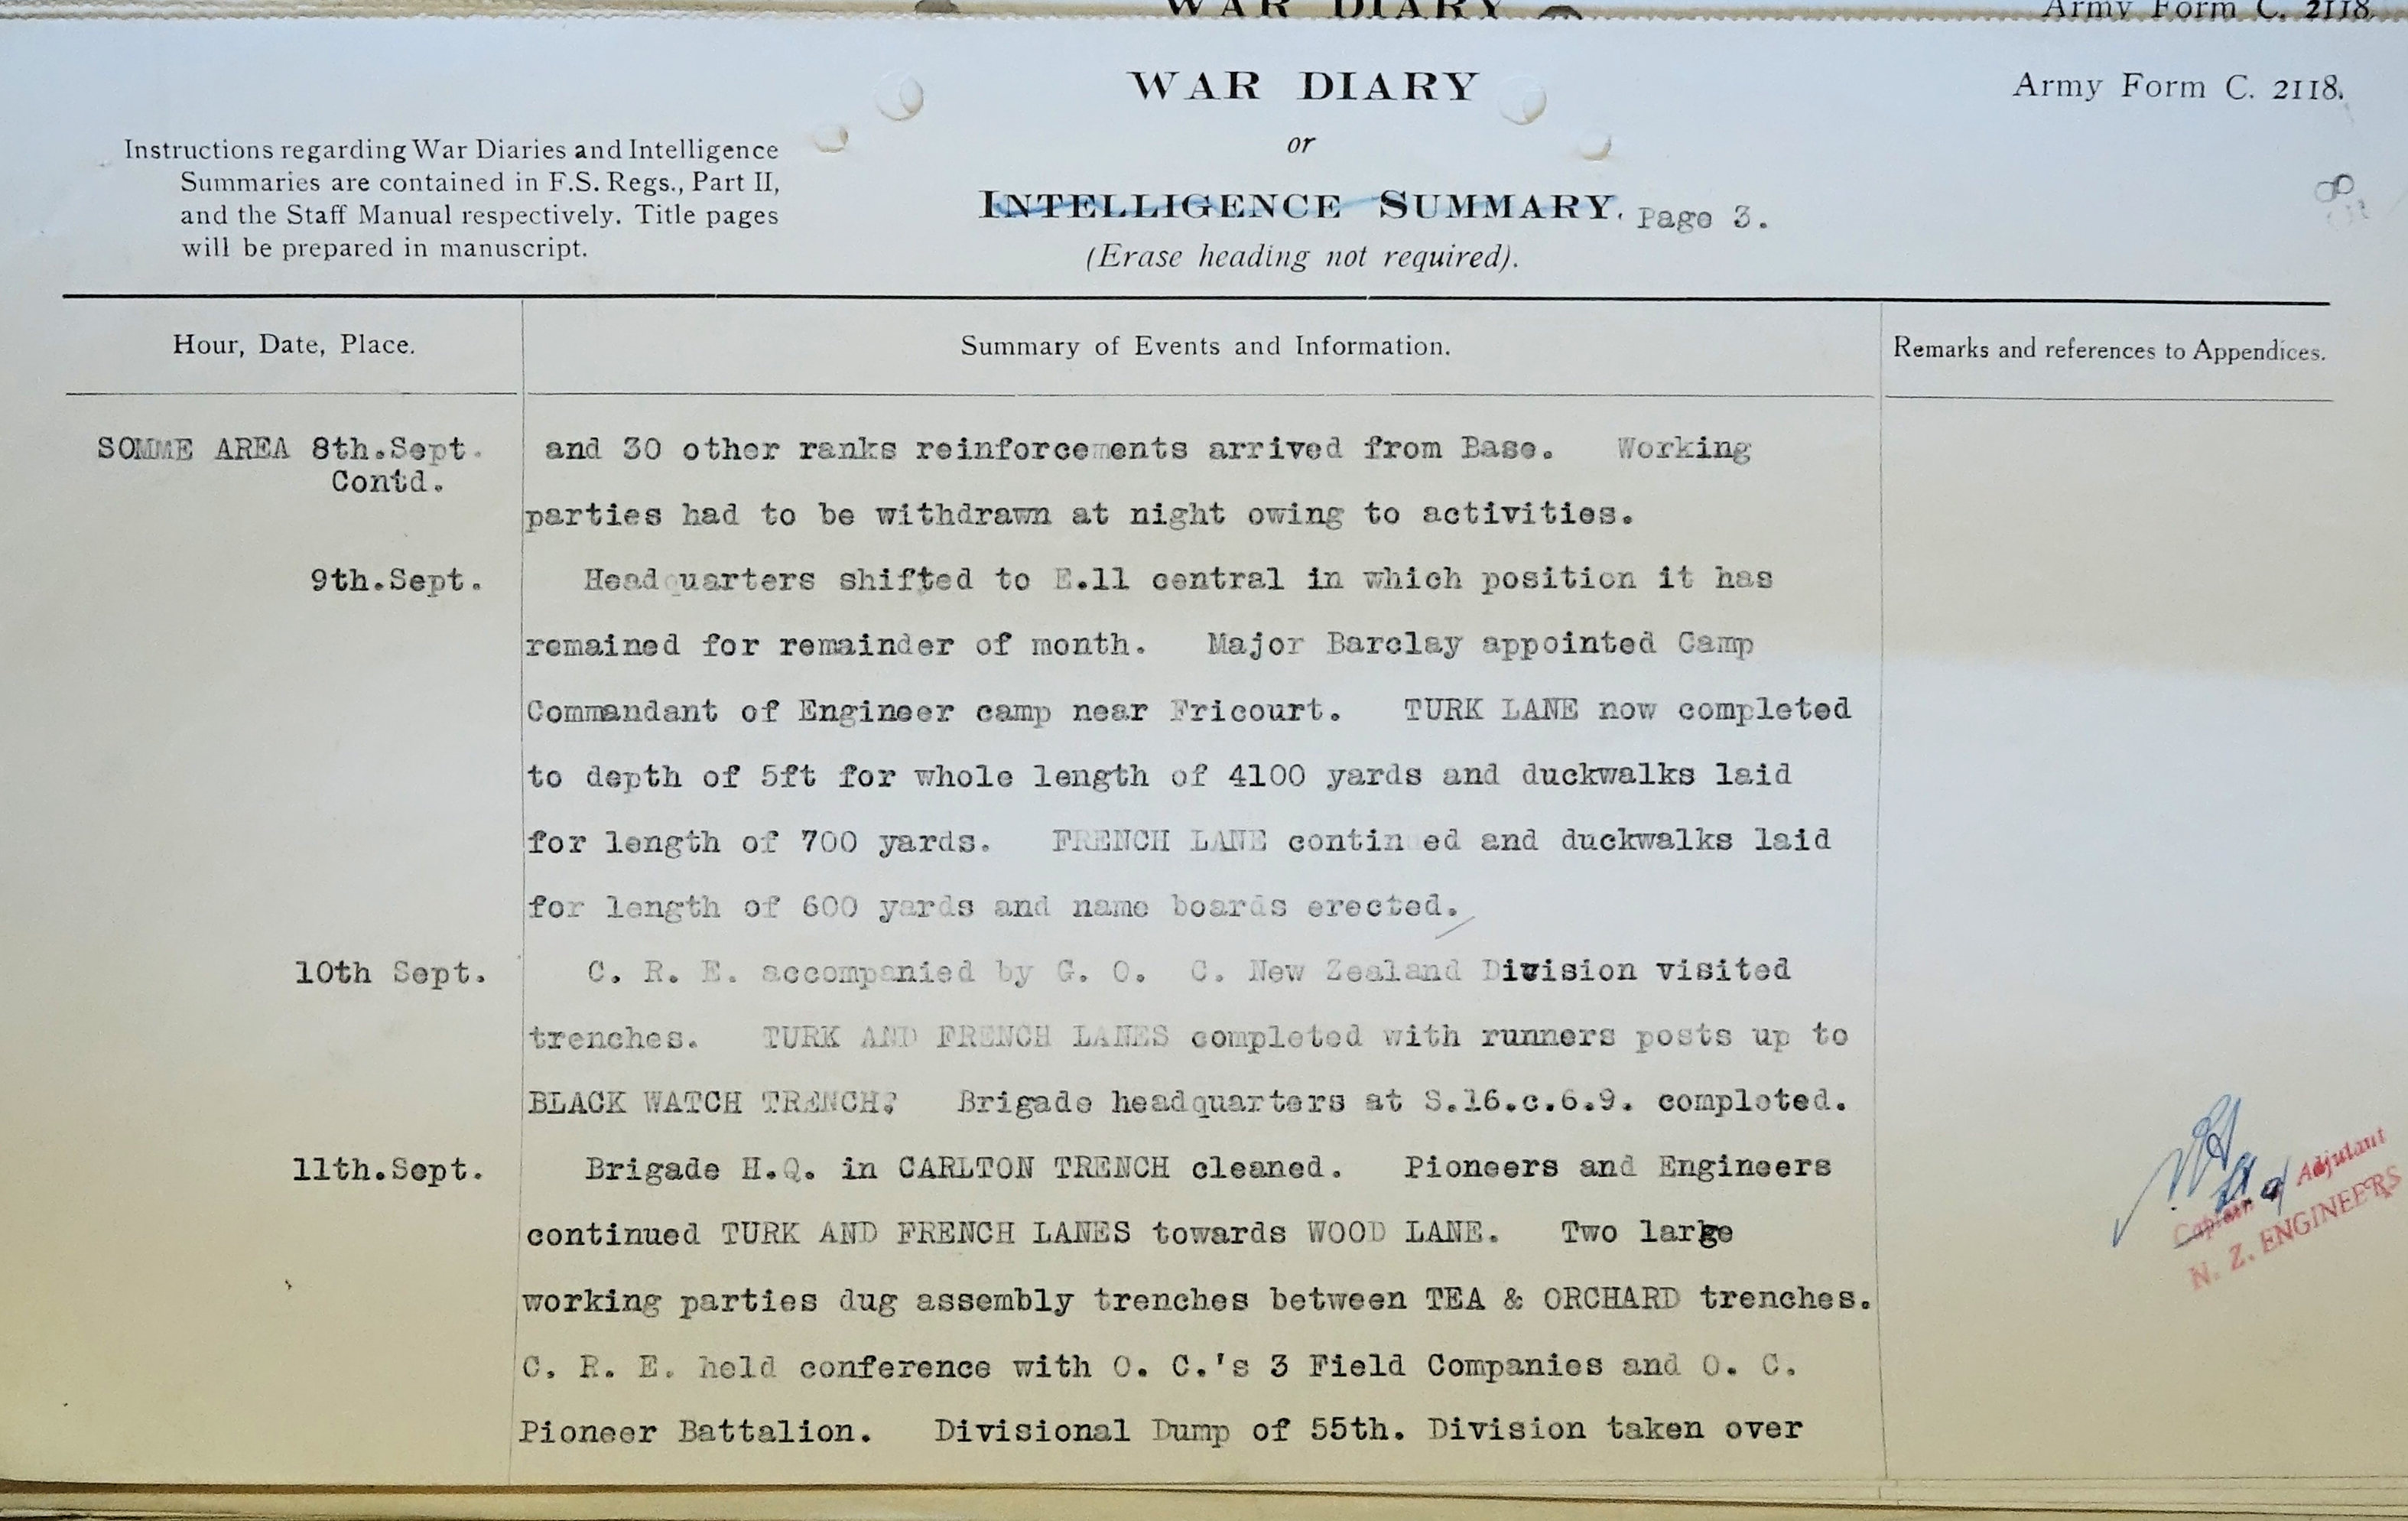 WAR DIARY
Army Form C. 2118.
WAR DIARY
Army Form C. 2118.
or
Instructions regarding War Diaries and Intelligence
Summaries are contained in F.S. Regs., Part II,
and the Staff Manual respectively. Title pages
will be prepared in manuscript.
INTELLIGENCE SUMMARY. Page 3.
(Erase heading not required).
8
Hour, Date, Place.
Summary of Events and Information.
Remarks and references to Appendices.
SOMME AREA 8th.Sept. and 30 other ranks reinforcements arrived from Base. Working
Contd.
parties had to be withdrawn at night owing to activities.
9th.Sept. Headquarters shifted to E.11 central in which position it has
remained for remainder of month. Major Barclay appointed Camp
Commandant of Engineer camp near Fricourt. TURK LANE now completed
to depth of 5ft for whole length of 4100 yards and duckwalks laid
for length of 700 yards. FRENCH LANE contin ed and duckwalks laid
for length of 600 yards and name boards erected.
10th Sept. C. R. E. accompanied by G. O. C. New Zealand Division visited
trenches. TURK AND FRENCH LANES completed with runners posts up to
BLACK WATCH TRENCH? Brigade headquarters at S.16.c.6.9. completed.
11th.Sept. Brigade H.Q. in CARLTON TRENCH cleaned. Pioneers and Engineers
continued TURK AND FRENCH LANES towards WOOD LANE. Two large
working parties dug assembly trenches between TEA & ORCHARD trenches.
C. R. E. held conference with O. C.'s 3 Field Companies and O. C.
Pioneer Battalion. Divisional Dump of 55th. Division taken over
Captain Adjutant
N. Z. ENGINEERS